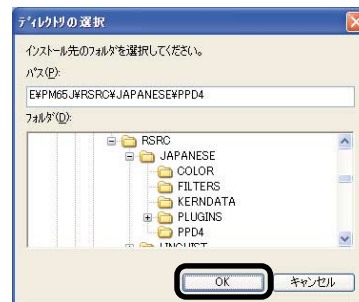 ディレクトリの選択
インストール先のフォルダを選択してください。
パス(P):
E¥PM65J¥RSRC¥JAPANESE¥PPD4
フォルダ(D):
RSRC
JAPANESE
COLOR
FILTERS
KERNDATA
PLUGINS
PPD4
LINGUIST
OK キャンセル